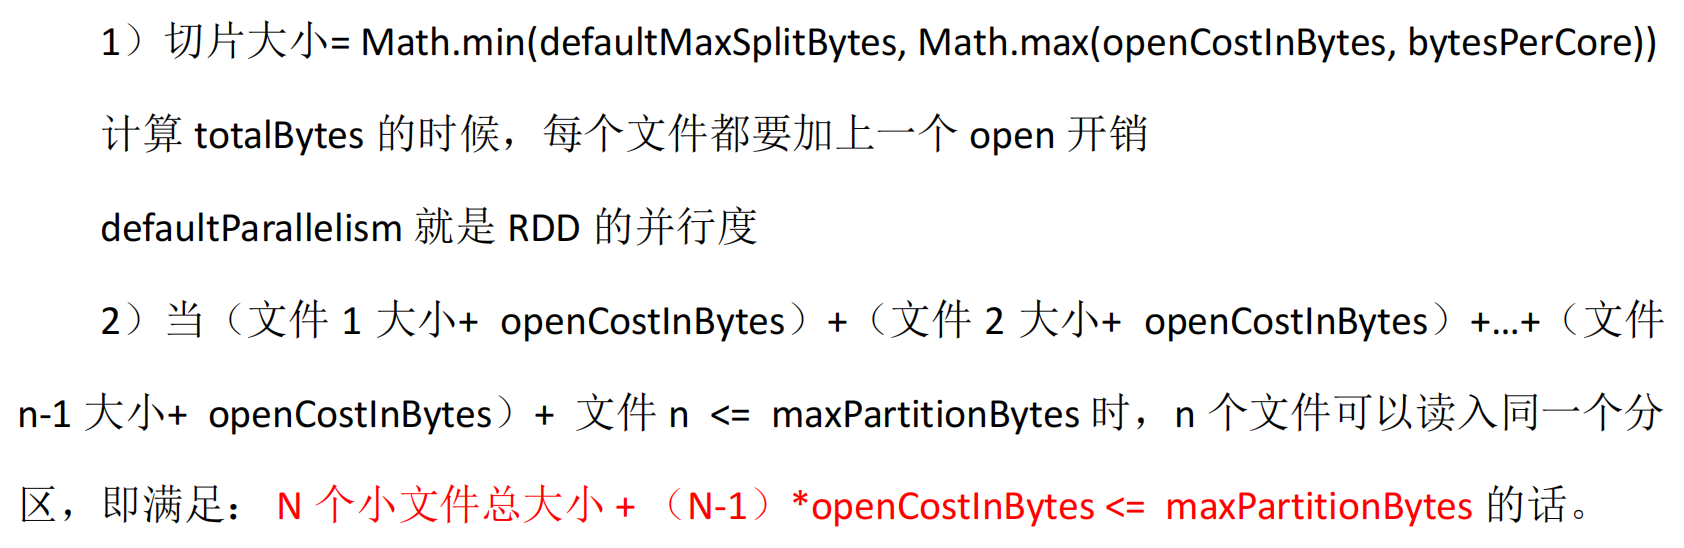 1）切片大小= Math.min(defaultMaxSplitBytes, Math.max(openCostInBytes, bytesPerCore))
计算 totalBytes 的时候，每个文件都要加上一个 open 开销
defaultParallelism 就是 RDD 的并行度
2）当（文件 1 大小+ openCostInBytes）+（文件 2 大小+ openCostInBytes）+…+（文件
n-1 大小+ openCostInBytes）+ 文件 n <= maxPartitionBytes 时，n 个文件可以读入同一个分
区，即满足： N 个小文件总大小 + （N-1）*openCostInBytes <= maxPartitionBytes 的话。